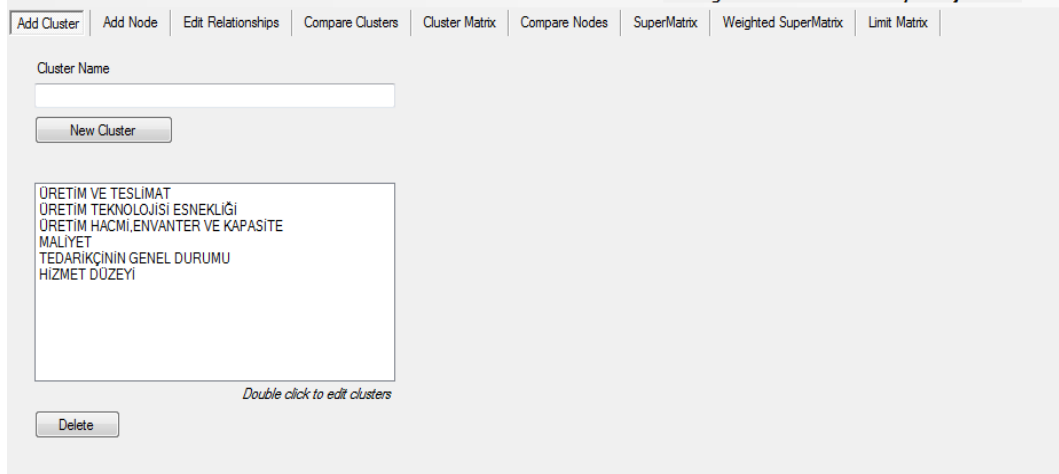 Add Cluster Add Node Edit Relationships Compare Clusters Cluster Matrix Compare Nodes SuperMatrix Weighted SuperMatrix Limit Matrix
Cluster Name
New Cluster
ÜRETİM VE TESLİMAT
ÜRETİM TEKNOLOJİSİ ESNEKLİĞİ
ÜRETİM HACMİ,ENVANTER VE KAPASİTE
MALİYET
TEDARİKÇİNİN GENEL DURUMU
HİZMET DÜZEYİ
Double click to edit clusters
Delete